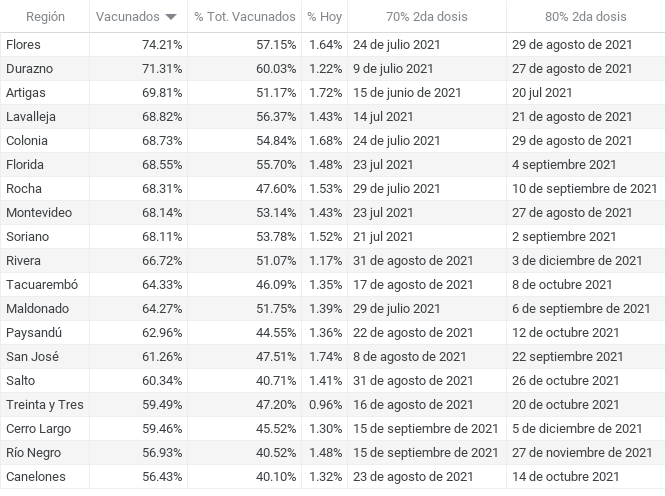 Región Vacunados % Tot. Vacunados % Hoy 70% 2da dosis 80% 2da dosis
Flores 74.21% 57.15% 1.64% 24 de julio 2021 29 de agosto de 2021
Durazno 71.31% 60.03% 1.22% 9 de julio 2021 27 de agosto de 2021
Artigas 69.81% 51.17% 1.72% 15 de junio de 2021 20 jul 2021
Lavalleja 68.82% 56.37% 1.43% 14 jul 2021 21 de agosto de 2021
Colonia 68.73% 54.84% 1.68% 24 de julio 2021 29 de agosto de 2021
Florida 68.55% 55.70% 1.48% 23 jul 2021 4 septiembre 2021
Rocha 68.31% 47.60% 1.53% 29 de julio 2021 10 de septiembre de 2021
Montevideo 68.14% 53.14% 1.43% 23 jul 2021 27 de agosto de 2021
Soriano 68.11% 53.78% 1.52% 21 jul 2021 2 septiembre 2021
Rivera 66.72% 51.07% 1.17% 31 de agosto de 2021 3 de diciembre de 2021
Tacuarembó 64.33% 46.09% 1.35% 17 de agosto de 2021 8 de octubre 2021
Maldonado 64.27% 51.75% 1.39% 29 de julio 2021 6 de septiembre de 2021
Paysandú 62.96% 44.55% 1.36% 22 de agosto de 2021 12 de octubre 2021
San José 61.26% 47.51% 1.74% 8 de agosto de 2021 22 septiembre 2021
Salto 60.34% 40.71% 1.41% 31 de agosto de 2021 26 de octubre 2021
Treinta y Tres 59.49% 47.20% 0.96% 16 de agosto de 2021 20 de octubre 2021
Cerro Largo 59.46% 45.52% 1.30% 15 de septiembre de 2021 5 de diciembre de 2021
Río Negro 56.93% 40.52% 1.48% 15 de septiembre de 2021 27 de noviembre de 2021
Canelones 56.43% 40.10% 1.32% 23 de agosto de 2021 14 de octubre 2021